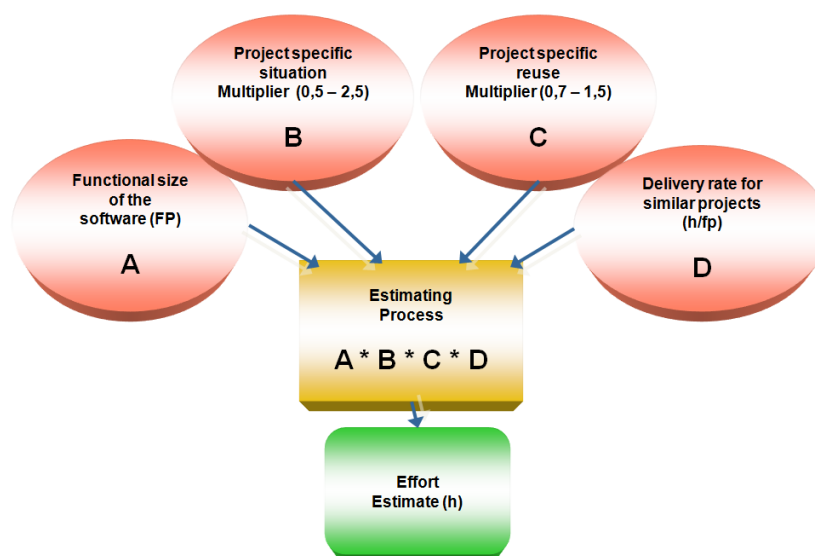 Project specific
situation
Multiplier (0,5 – 2,5)
B
Project specific
reuse
Multiplier (0,7 – 1,5)
C
Functional size
of the
software (FP)
A
Delivery rate for
similar projects
(h/fp)
D
Estimating
Process
A * B * C * D
Effort
Estimate (h)